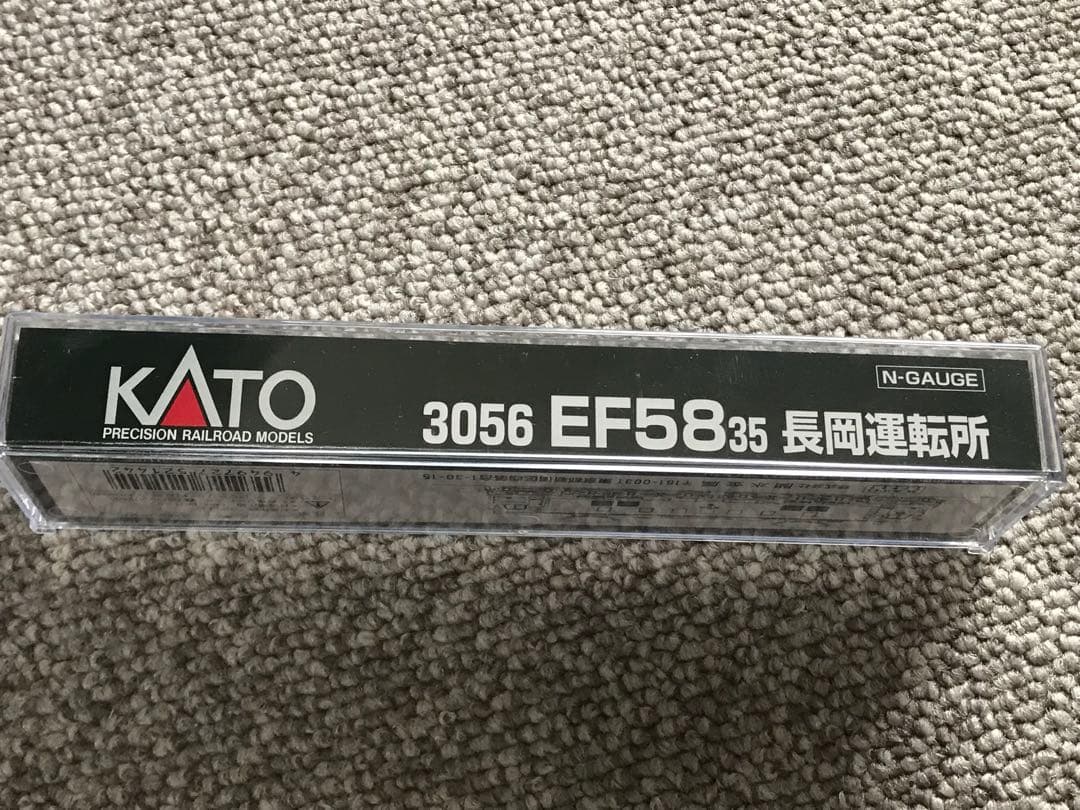 KATO
PRECISION RAILROAD MODELS
N-GAUGE
3056 EF58 35 長岡運転所